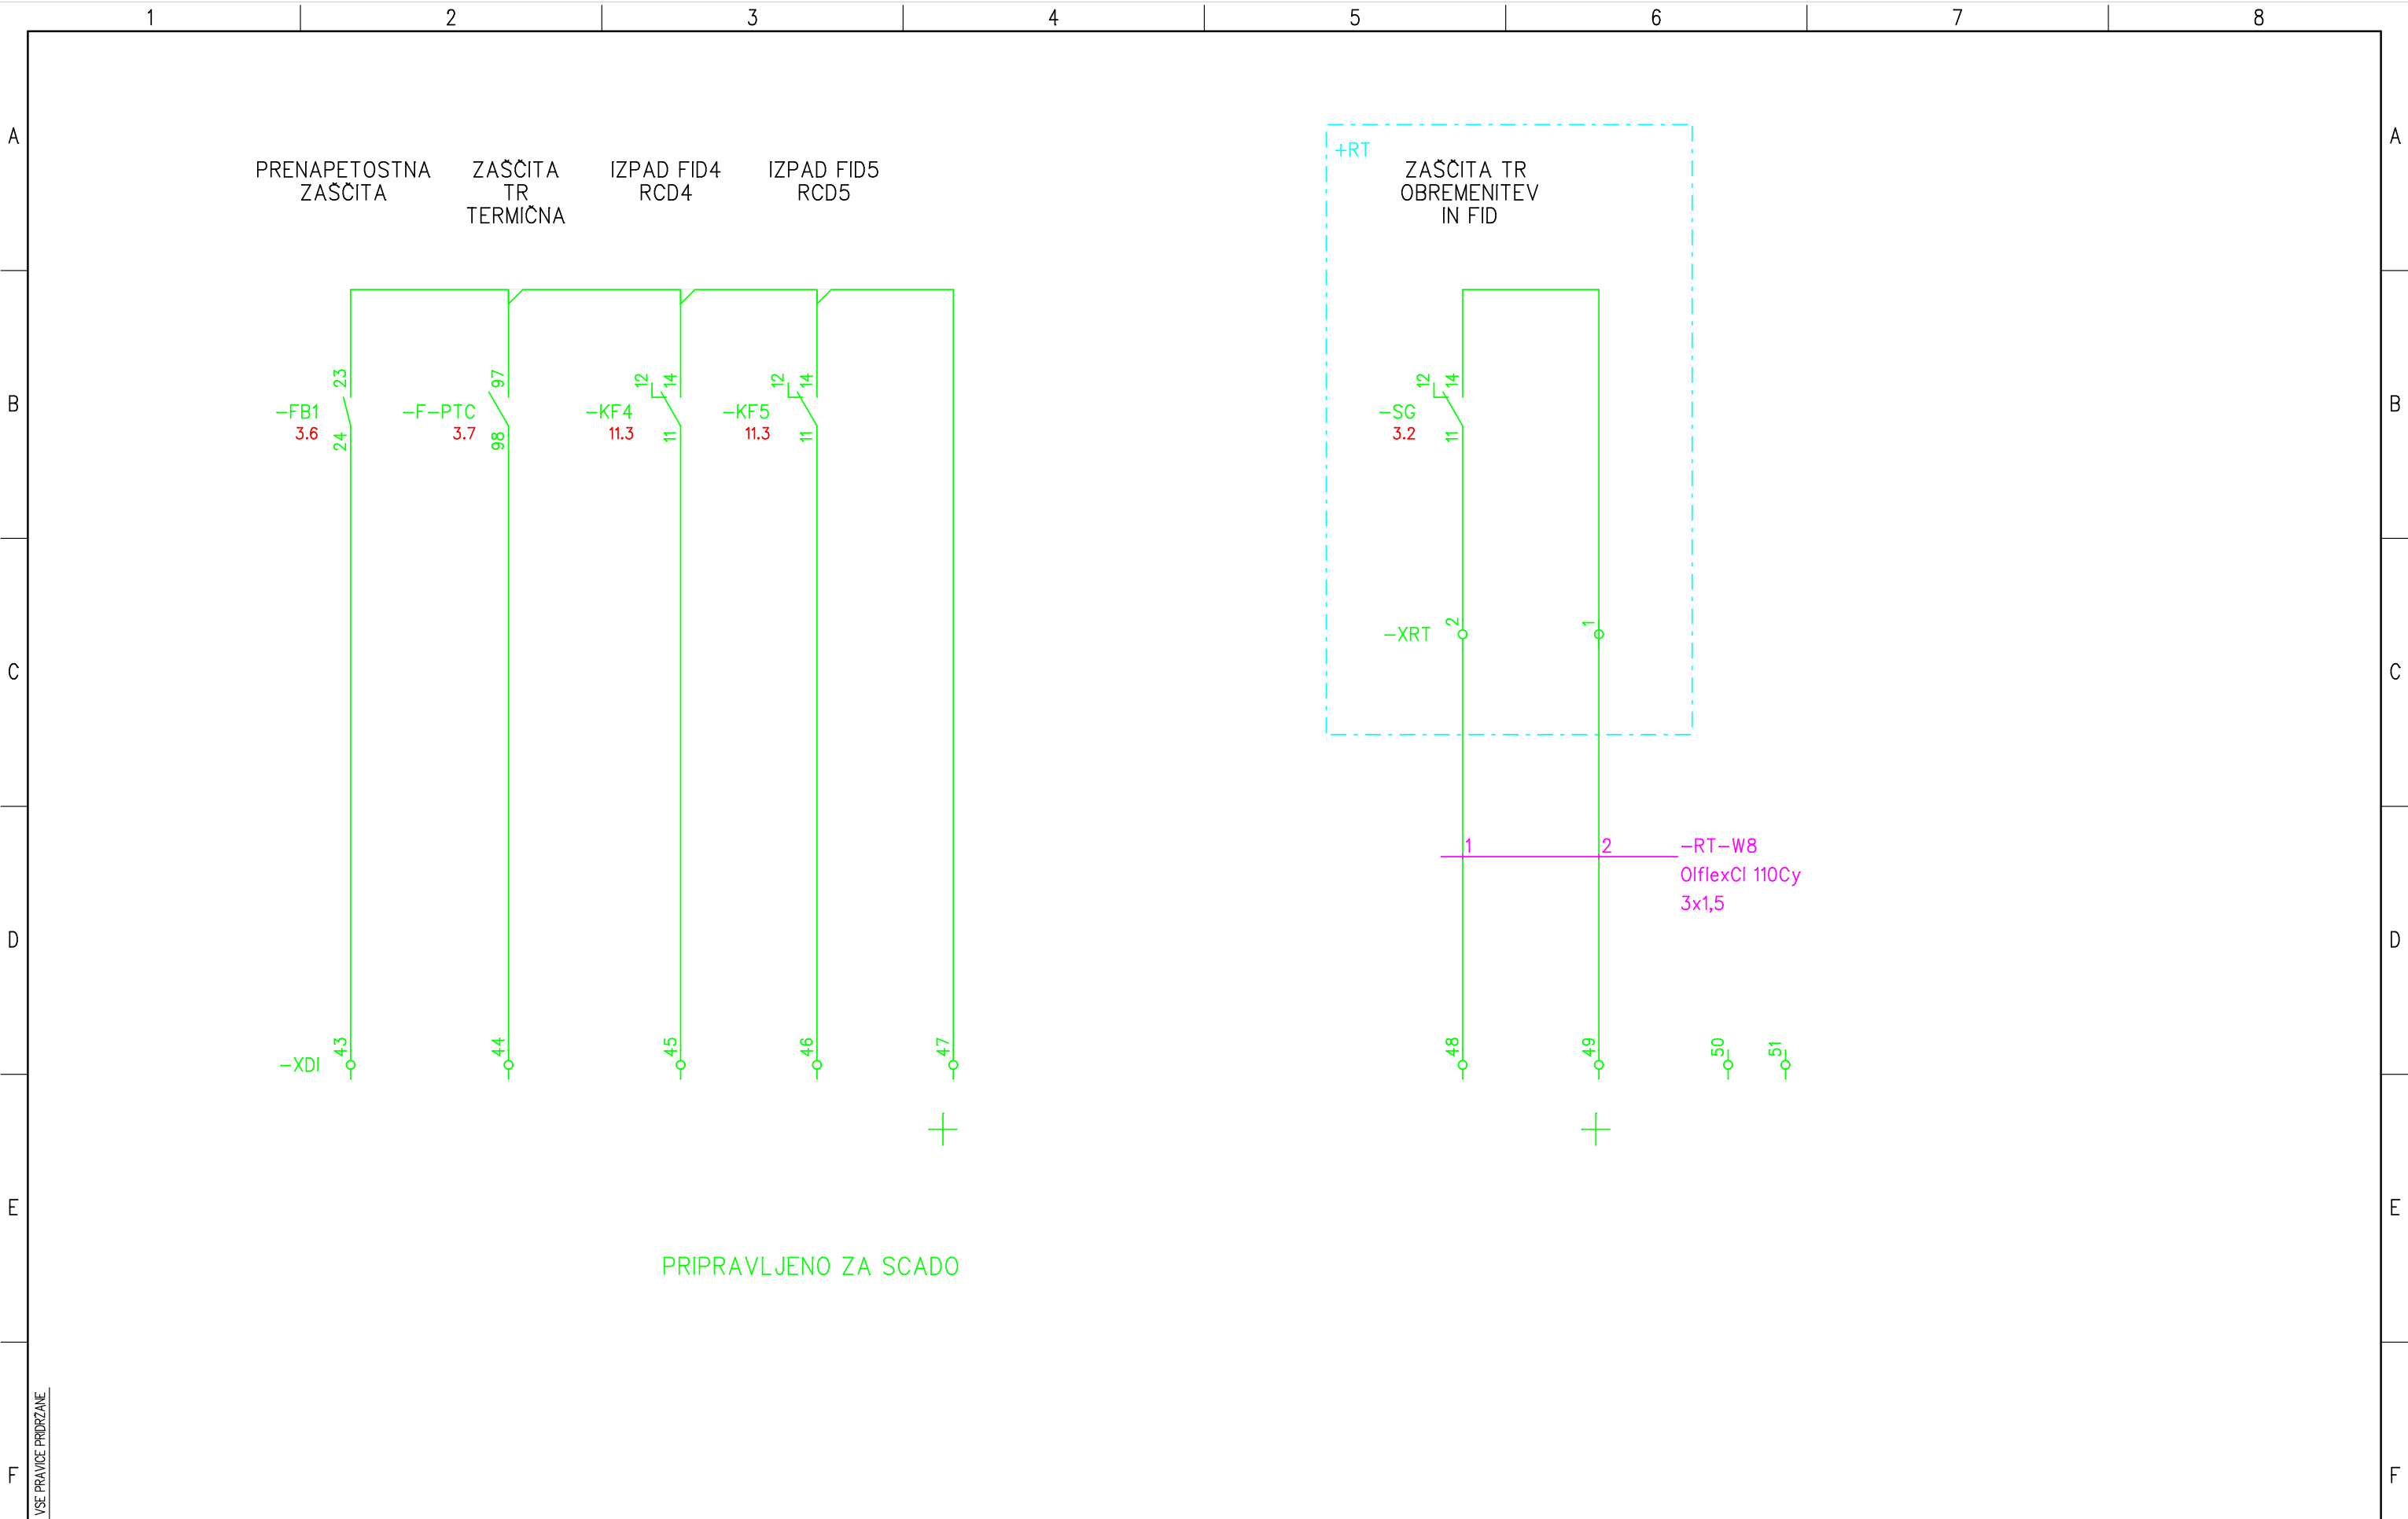 1 2 3 4 5 6 7 8
A A
+RT
PRENAPETOSTNA
ZAŠČITA
ZAŠČITA
TR
TERMIČNA
IZPAD FID4
RCD4
IZPAD FID5
RCD5
ZAŠČITA TR
OBREMENITEV
IN FID
B B
-FB1
3.6
23
24
-F-PTC
3.7
97
98
-KF4
11.3
12
14
11
-KF5
11.3
12
14
11
-SG
3.2
12
14
11
C C
-XRT
2
1
1
2
-RT-W8
OlflexCl 110Cy
3x1,5
D D
-XDI
43
44
45
46
47
48
49
50
51
E E
PRIPRAVLJENO ZA SCADO
F F
VSE PRAVICE PRIDRŽANE